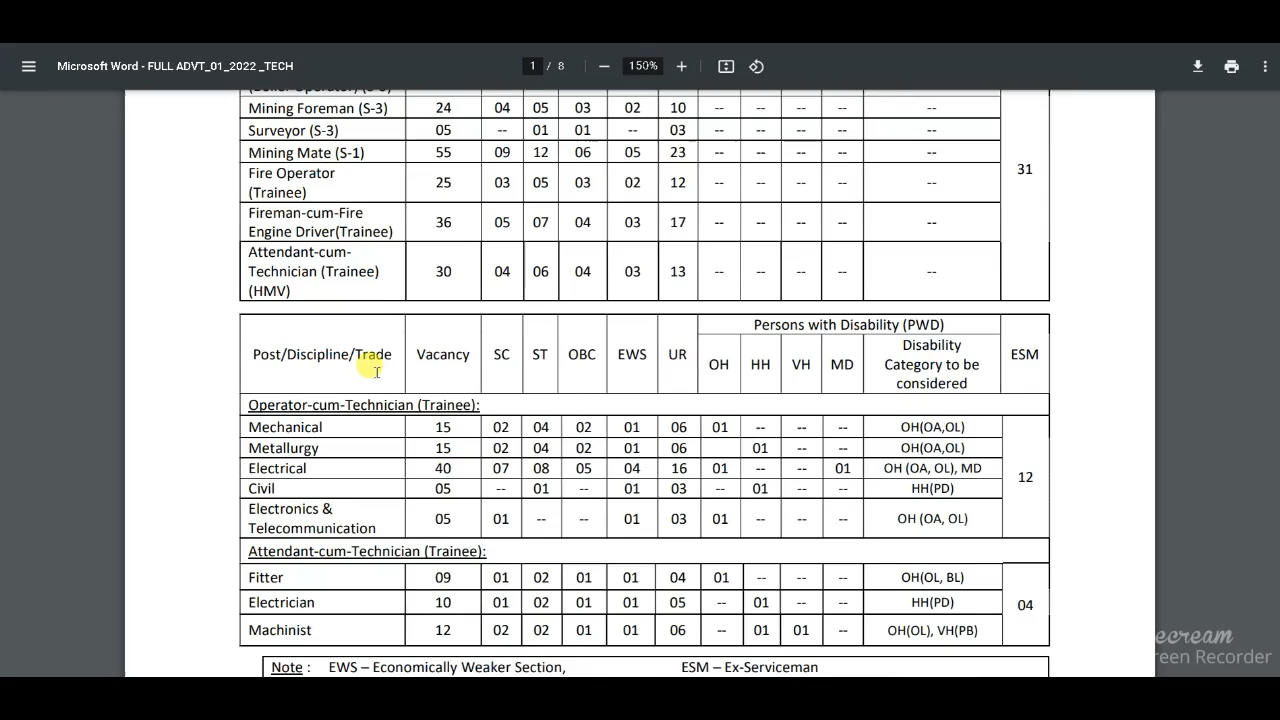 Microsoft Word - FULL ADVT_01_2022 _TECH 1 / 8 150%
Mining Foreman (S-3) 24 04 05 03 02 10 -- -- -- -- --
Surveyor (S-3) 05 -- 01 01 -- 03 -- -- -- -- --
Mining Mate (S-1) 55 09 12 06 05 23 -- -- -- -- --
31
Fire Operator
(Trainee) 25 03 05 03 02 12 -- -- -- -- --
Fireman-cum-Fire
Engine Driver(Trainee) 36 05 07 04 03 17 -- -- -- -- --
Attendant-cum-
Technician (Trainee) 30 04 06 04 03 13 -- -- -- -- --
(HMV)
Persons with Disability (PWD)
Post/Discipline/Trade Vacancy SC ST OBC EWS UR OH HH VH MD Disability
Category to be
considered ESM
Operator-cum-Technician (Trainee):
Mechanical 15 02 04 02 01 06 01 -- -- -- OH(OA,OL)
Metallurgy 15 02 04 02 01 06 01 -- -- OH(OA,OL)
Electrical 40 07 08 05 04 16 01 -- -- 01 OH (OA, OL), MD
12
Civil 05 -- 01 -- 01 03 -- 01 -- -- HH(PD)
Electronics &
Telecommunication 05 01 -- -- 01 03 01 -- -- -- OH (OA, OL)
Attendant-cum-Technician (Trainee):
Fitter 09 01 02 01 01 04 01 -- -- -- OH(OL, BL)
Electrician 10 01 02 01 01 05 -- 01 -- -- HH(PD) 04
Machinist 12 02 02 01 01 06 -- 01 01 -- OH(OL), VH(PB)
Note : EWS – Economically Weaker Section, ESM – Ex-Serviceman
ecream
reen Recorder